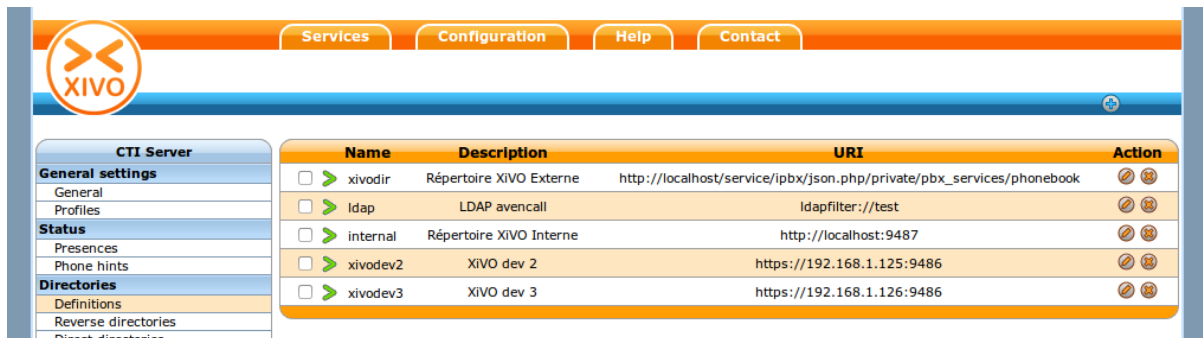 Services Configuration Help Contact
XIVO
CTI Server
General settings
General
Profiles
Status
Presences
Phone hints
Directories
Definitions
Reverse directories
Name Description URI Action
xivodir Répertoire XiVO Externe http://localhost/service/ipbx/json.php/private/pbx_services/phonebook
ldap LDAP avencall ldapfilter://test
internal Répertoire XiVO Interne http://localhost:9487
xivodev2 XiVO dev 2 https://192.168.1.125:9486
xivodev3 XiVO dev 3 https://192.168.1.126:9486